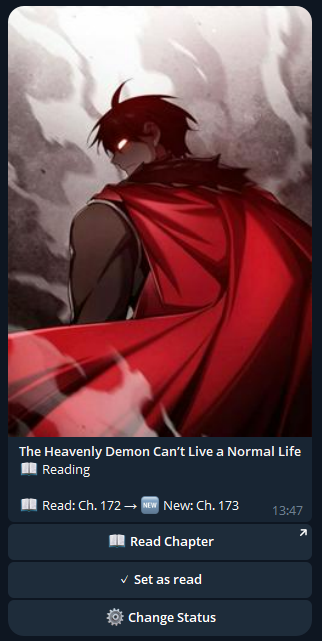 The Heavenly Demon Can’t Live a Normal Life
📖 Reading
📖 Read: Ch. 172 → 🆕 New: Ch. 173
13:47
📖 Read Chapter
✓ Set as read
⚙️ Change Status